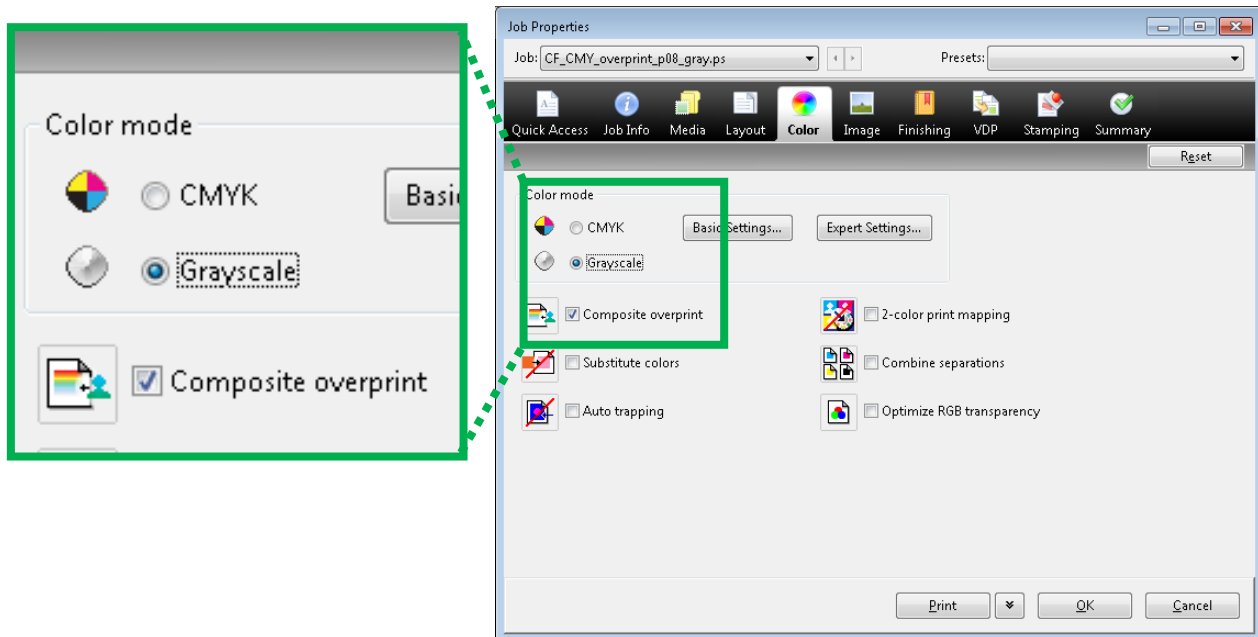 Color mode
CMYK
Basi
Grayscale
Composite overprint
Job Properties
Job: CF_CMY_overprint_p08_gray.ps Presets:
Quick Access Job Info Media Layout Color Image Finishing VDP Stamping Summary
Reset
Color mode
CMYK Basic Settings... Expert Settings...
Grayscale
Composite overprint 2-color print mapping
Substitute colors Combine separations
Auto trapping Optimize RGB transparency
Print OK Cancel